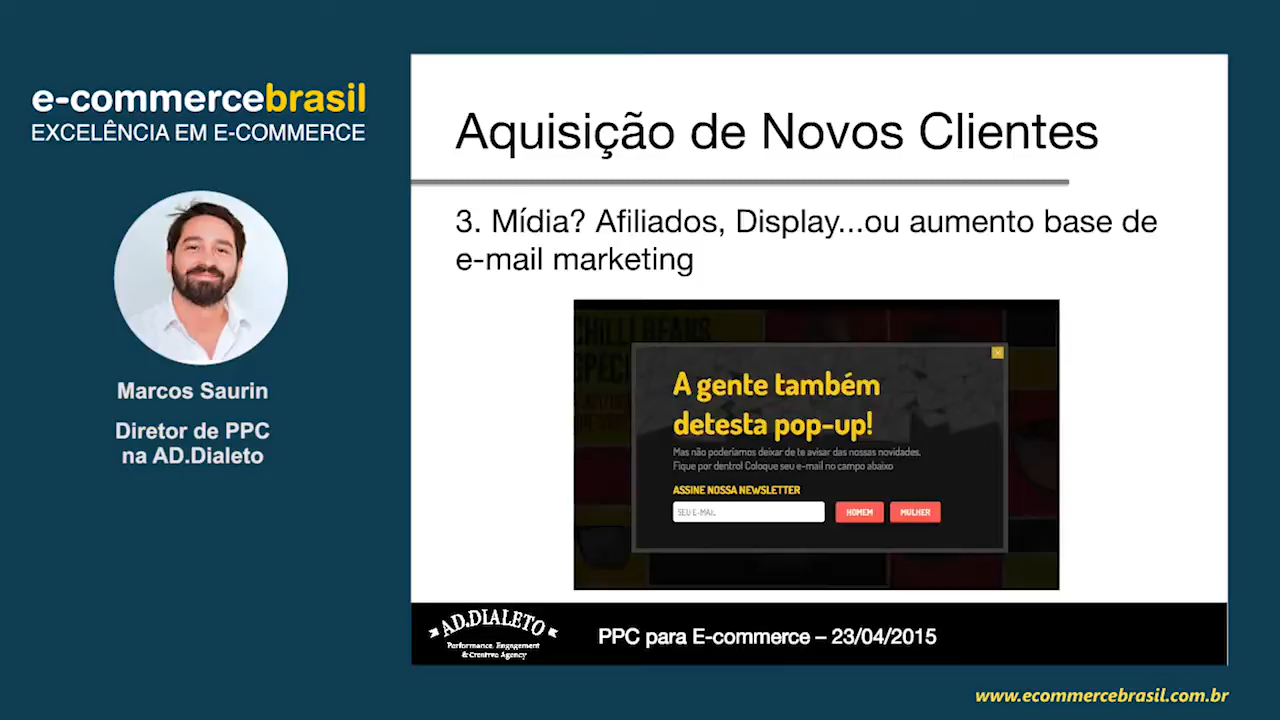 e-commercebrasil
EXCELÊNCIA EM E-COMMERCE
Marcos Saurin
Diretor de PPC
na AD.Dialeto
Aquisição de Novos Clientes
3. Mídia? Afiliados, Display...ou aumento base de
e-mail marketing
CHILLI BEANS
A gente também
detesta pop-up!
Mas não poderíamos deixar de te avisar das nossas novidades.
Fique por dentro! Coloque seu e-mail no campo abaixo
ASSINE NOSSA NEWSLETTER
SEU E-MAIL
HOMEM
MULHER
AD.DIALETO
Performance, Engagement
& Creative Agency
PPC para E-commerce – 23/04/2015
www.ecommercebrasil.com.br